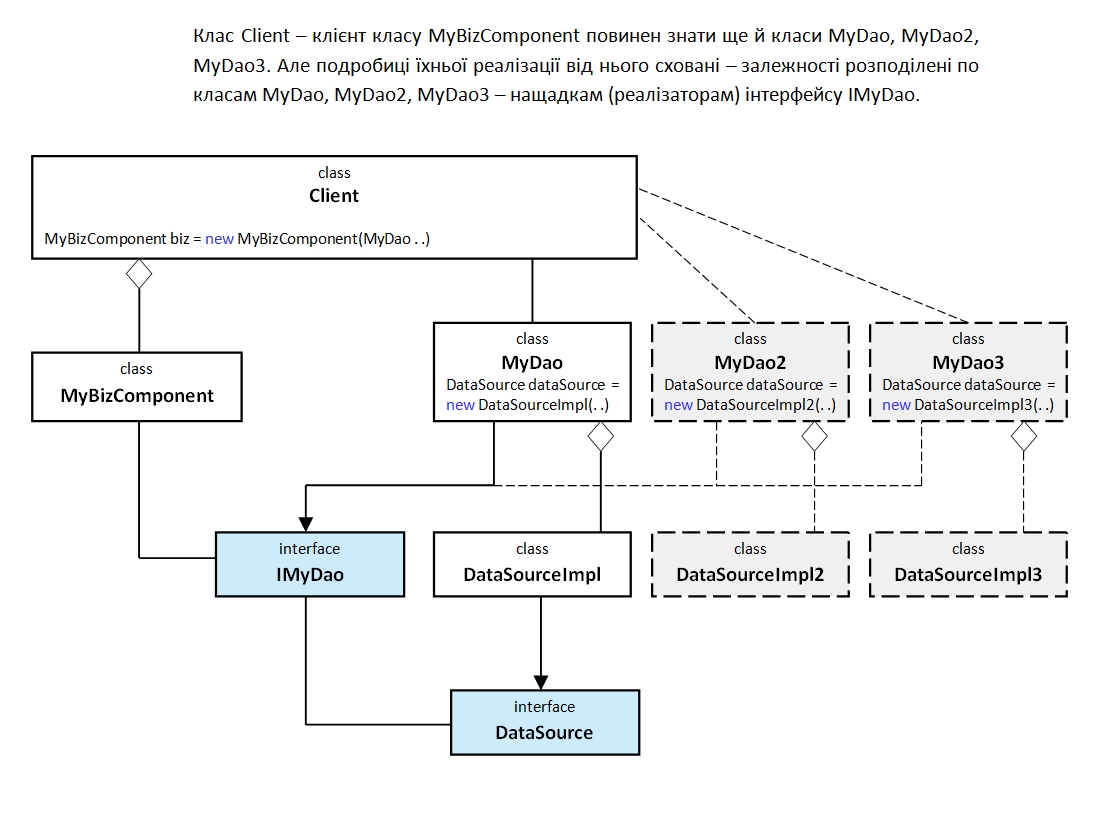 Клас Client – клієнт класу MyBizComponent повинен знати ще й класи MyDao, MyDao2,
MyDao3. Але подробиці їхньої реалізації від нього сховані – залежності розподілені по
класам MyDao, MyDao2, MyDao3 – нащадкам (реалізаторам) інтерфейсу IMyDao.
class
Client
MyBizComponent biz = new MyBizComponent(MyDao . .)
class
MyBizComponent
class
MyDao
DataSource dataSource =
new DataSourceImpl(. .)
class
MyDao2
DataSource dataSource =
new DataSourceImpl2(. .)
class
MyDao3
DataSource dataSource =
new DataSourceImpl3(. .)
interface
IMyDao
class
DataSourceImpl
class
DataSourceImpl2
class
DataSourceImpl3
interface
DataSource